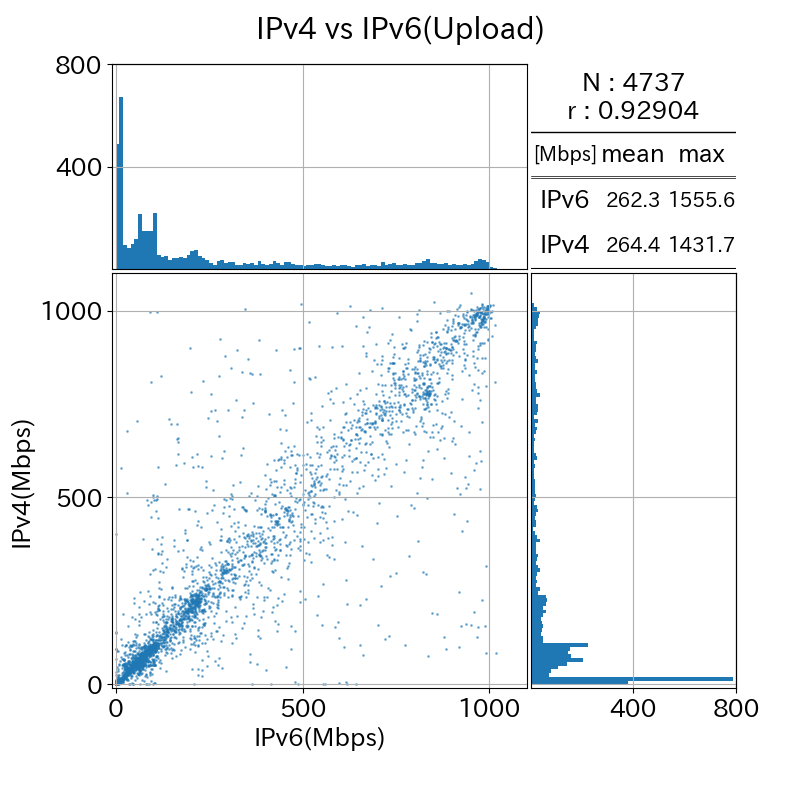 IPv4 vs IPv6(Upload)
800
400
N : 4737
r : 0.92904
[Mbps] mean max
IPv6 262.3 1555.6
IPv4 264.4 1431.7
1000
500
0
IPv4(Mbps)
0 500 1000
400 800
IPv6(Mbps)